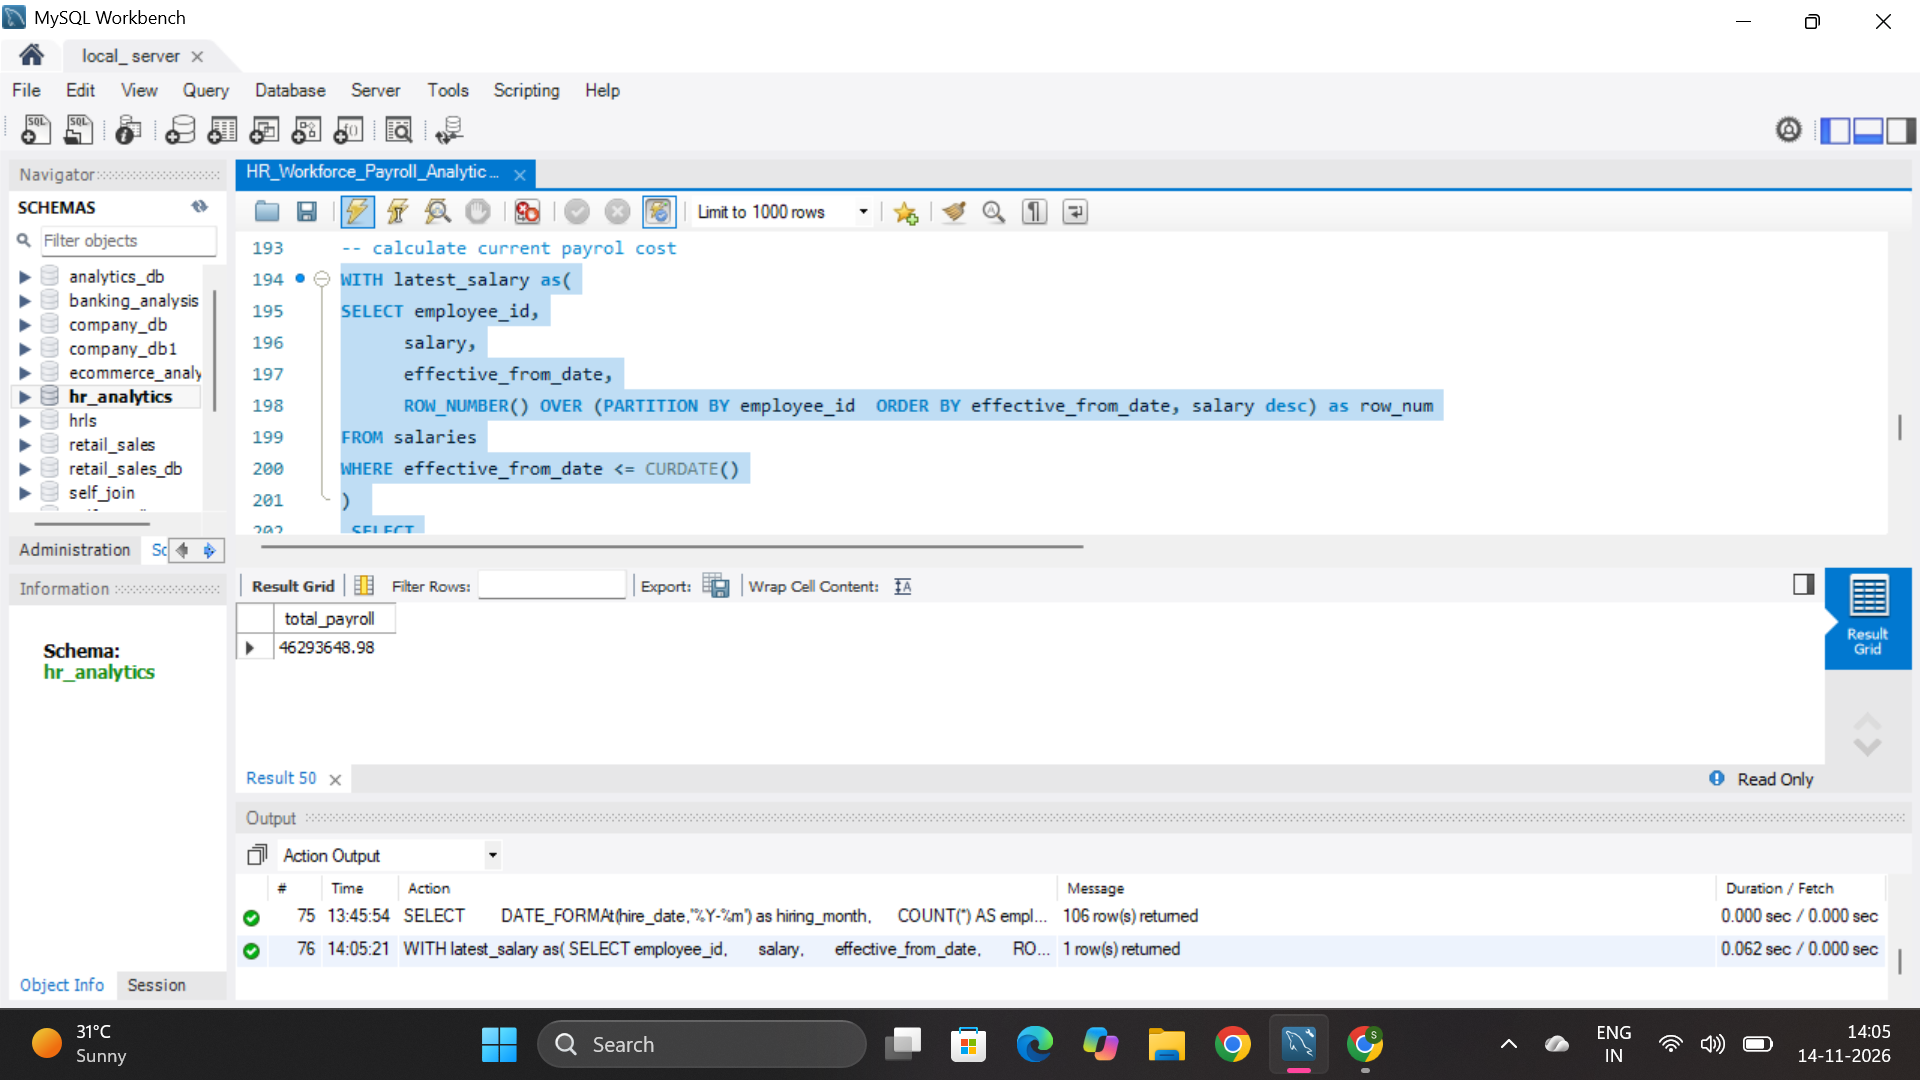 MySQL Workbench
local_ server
File Edit View Query Database Server Tools Scripting Help
Navigator
SCHEMAS
Filter objects
analytics_db
banking_analysis
company_db
company_db1
ecommerce_analy
hr_analytics
hrls
retail_sales
retail_sales_db
self_join
Administration Sc
Information
Schema:
hr_analytics
Object Info Session
HR_Workforce_Payroll_Analytic ...
Limit to 1000 rows
193 -- calculate current payrol cost
194 WITH latest_salary as(
195 SELECT employee_id,
196 salary,
197 effective_from_date,
198 ROW_NUMBER() OVER (PARTITION BY employee_id ORDER BY effective_from_date, salary desc) as row_num
199 FROM salaries
200 WHERE effective_from_date <= CURDATE()
201 )
202 SELECT
Result Grid Filter Rows: Export: Wrap Cell Content:
total_payroll
46293648.98
Result Grid
Result 50
Read Only
Output
Action Output
# Time Action Message Duration / Fetch
75 13:45:54 SELECT DATE_FORMAt(hire_date,'%Y-%m') as hiring_month, COUNT(*) AS empl... 106 row(s) returned 0.000 sec / 0.000 sec
76 14:05:21 WITH latest_salary as( SELECT employee_id, salary, effective_from_date, RO... 1 row(s) returned 0.062 sec / 0.000 sec
31°C
Sunny
Search
ENG
IN
14:05
14-11-2026